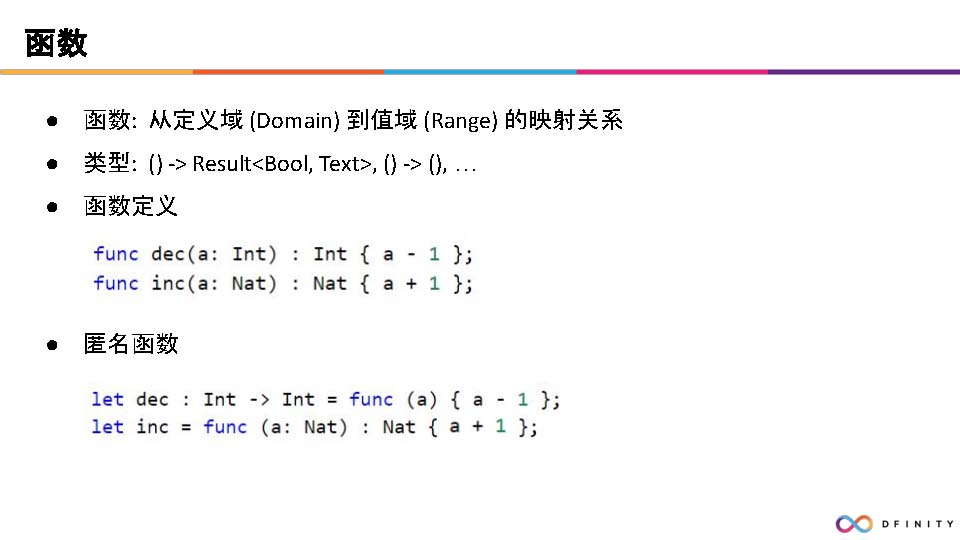 函数
● 函数: 从定义域 (Domain) 到值域 (Range) 的映射关系
● 类型: () -> Result<Bool, Text>, () -> (), …
● 函数定义
func dec(a: Int) : Int { a - 1 };
func inc(a: Nat) : Nat { a + 1 };
● 匿名函数
let dec : Int -> Int = func (a) { a - 1 };
let inc = func (a: Nat) : Nat { a + 1 };
DFINITY